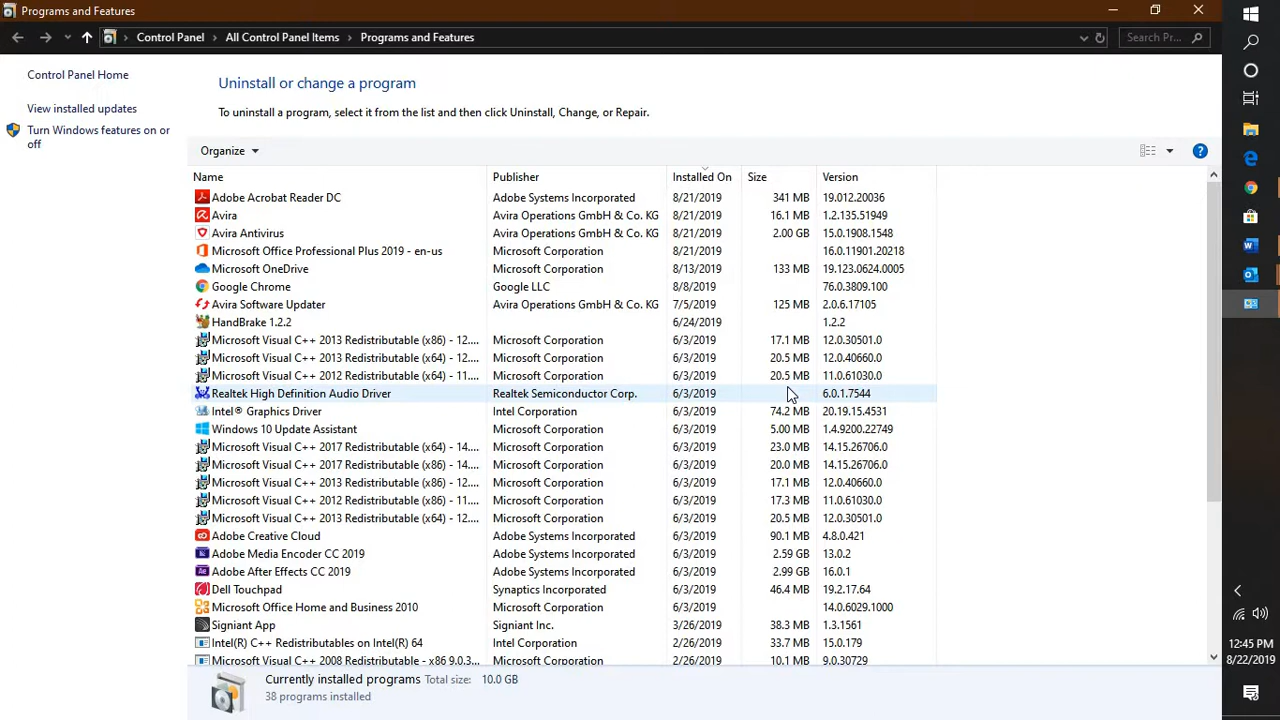 Programs and Features
Control Panel All Control Panel Items Programs and Features Search Pr...
Control Panel Home
View installed updates
Turn Windows features on or
off
Uninstall or change a program
To uninstall a program, select it from the list and then click Uninstall, Change, or Repair.
Organize
Name Publisher Installed On Size Version
Adobe Acrobat Reader DC Adobe Systems Incorporated 8/21/2019 341 MB 19.012.20036
Avira Avira Operations GmbH & Co. KG 8/21/2019 16.1 MB 1.2.135.51949
Avira Antivirus Avira Operations GmbH & Co. KG 8/21/2019 2.00 GB 15.0.1908.1548
Microsoft Office Professional Plus 2019 - en-us Microsoft Corporation 8/21/2019 16.0.11901.20218
Microsoft OneDrive Microsoft Corporation 8/13/2019 133 MB 19.123.0624.0005
Google Chrome Google LLC 8/8/2019 76.0.3809.100
Avira Software Updater Avira Operations GmbH & Co. KG 7/5/2019 125 MB 2.0.6.17105
HandBrake 1.2.2 6/24/2019 1.2.2
Microsoft Visual C++ 2013 Redistributable (x86) - 12.... Microsoft Corporation 6/3/2019 17.1 MB 12.0.30501.0
Microsoft Visual C++ 2013 Redistributable (x64) - 12.... Microsoft Corporation 6/3/2019 20.5 MB 12.0.40660.0
Microsoft Visual C++ 2012 Redistributable (x64) - 11.... Microsoft Corporation 6/3/2019 20.5 MB 11.0.61030.0
Realtek High Definition Audio Driver Realtek Semiconductor Corp. 6/3/2019 6.0.1.7544
Intel® Graphics Driver Intel Corporation 6/3/2019 74.2 MB 20.19.15.4531
Windows 10 Update Assistant Microsoft Corporation 6/3/2019 5.00 MB 1.4.9200.22749
Microsoft Visual C++ 2017 Redistributable (x64) - 14.... Microsoft Corporation 6/3/2019 23.0 MB 14.15.26706.0
Microsoft Visual C++ 2017 Redistributable (x86) - 14.... Microsoft Corporation 6/3/2019 20.0 MB 14.15.26706.0
Microsoft Visual C++ 2013 Redistributable (x86) - 12.... Microsoft Corporation 6/3/2019 17.1 MB 12.0.40660.0
Microsoft Visual C++ 2012 Redistributable (x86) - 11.... Microsoft Corporation 6/3/2019 17.3 MB 11.0.61030.0
Microsoft Visual C++ 2013 Redistributable (x64) - 12.... Microsoft Corporation 6/3/2019 20.5 MB 12.0.30501.0
Adobe Creative Cloud Adobe Systems Incorporated 6/3/2019 90.1 MB 4.8.0.421
Adobe Media Encoder CC 2019 Adobe Systems Incorporated 6/3/2019 2.59 GB 13.0.2
Adobe After Effects CC 2019 Adobe Systems Incorporated 6/3/2019 2.99 GB 16.0.1
Dell Touchpad Synaptics Incorporated 6/3/2019 46.4 MB 19.2.17.64
Microsoft Office Home and Business 2010 Microsoft Corporation 6/3/2019 14.0.6029.1000
Signiant App Signiant Inc. 3/26/2019 38.3 MB 1.3.1561
Intel(R) C++ Redistributables on Intel(R) 64 Intel Corporation 2/26/2019 33.7 MB 15.0.179
Microsoft Visual C++ 2008 Redistributable - x86 9.0.3... Microsoft Corporation 2/26/2019 10.1 MB 9.0.30729
Currently installed programs Total size: 10.0 GB
38 programs installed
12:45 PM
8/22/2019